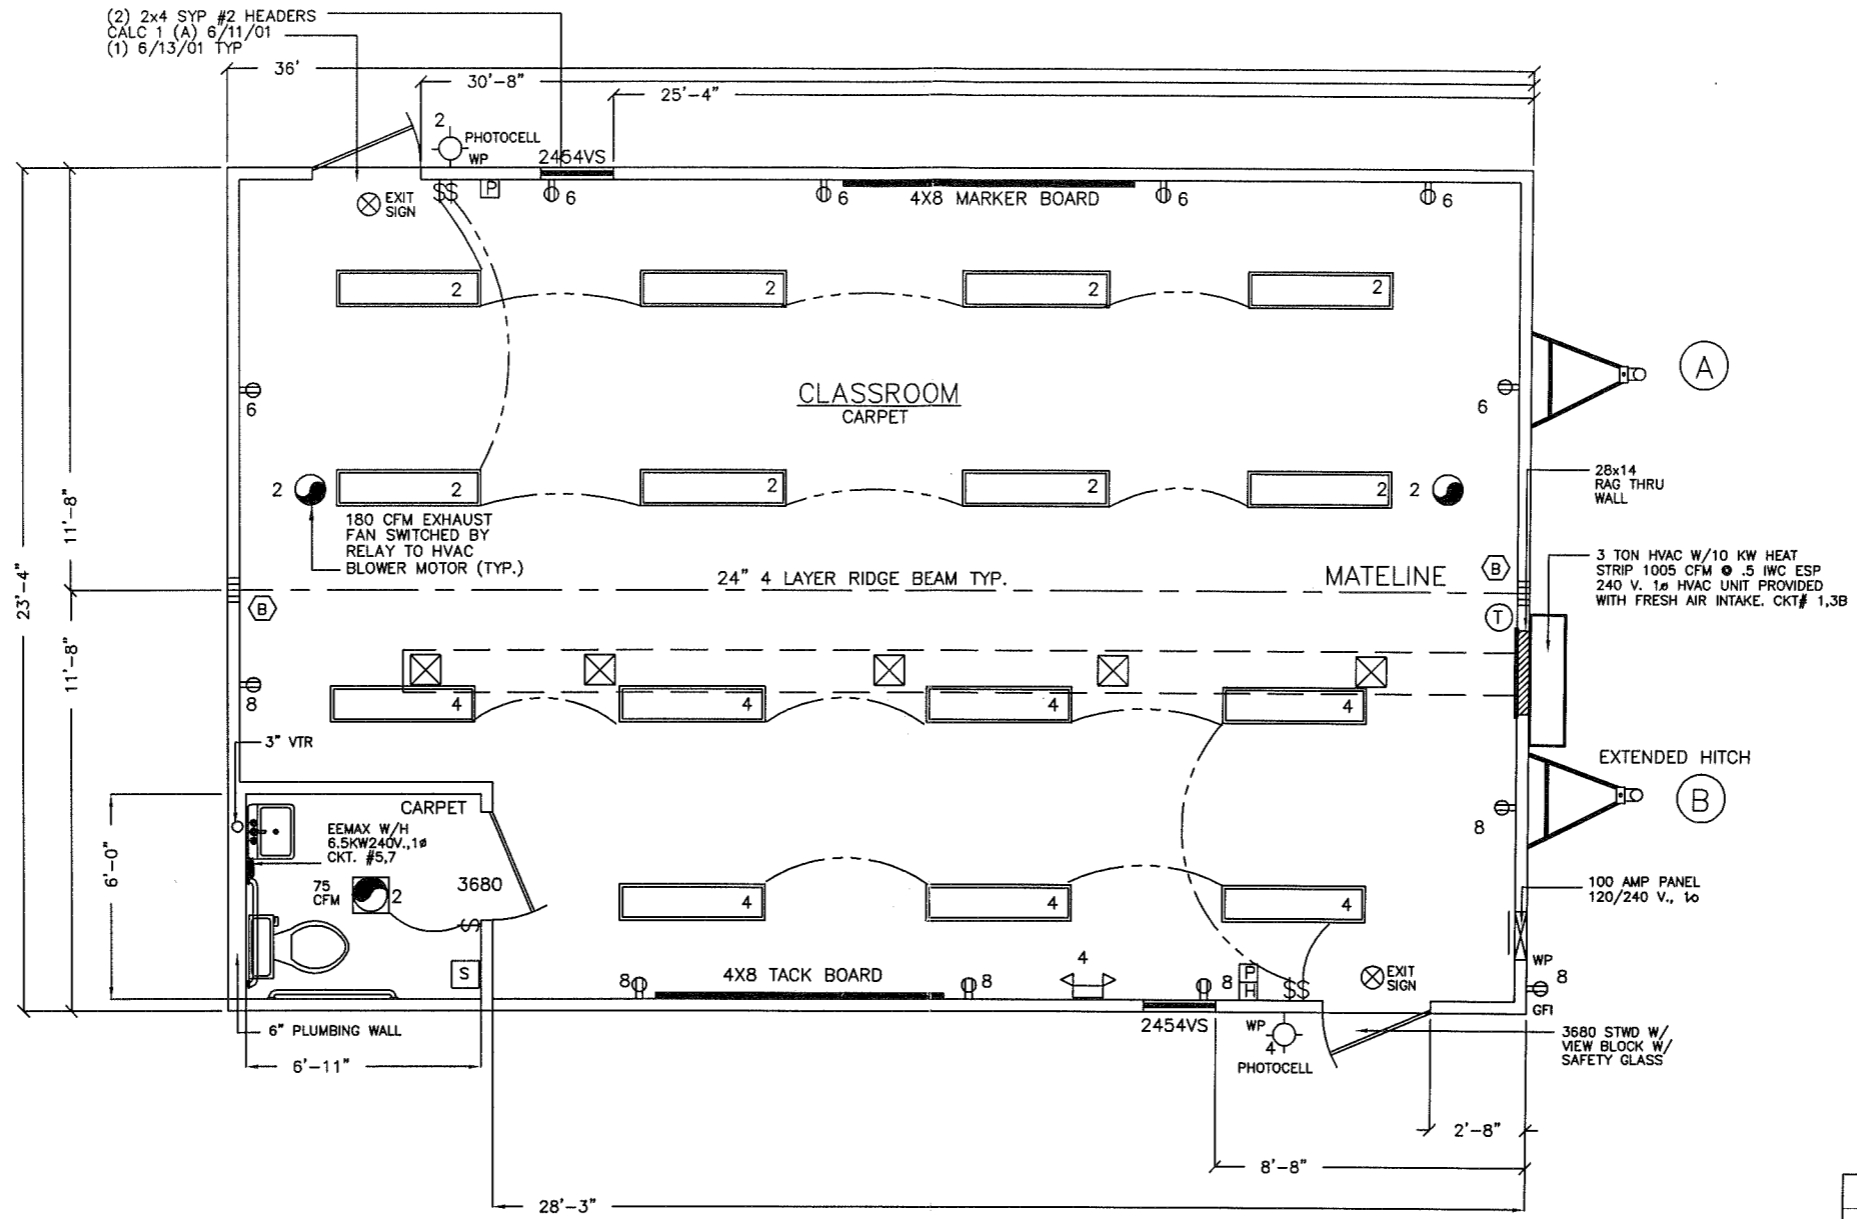 (2) 2x4 SYP #2 HEADERS
CALC 1 (A) 6/11/01
(1) 6/13/01 TYP
36'
30'-8"
25'-4"
2
PHOTOCELL
WP
2454VS
EXIT
SIGN
$$
P
6
6
4X8 MARKER BOARD
6
6
2
2
2
2
A
CLASSROOM
CARPET
6
6
2
2
2
2
2
2
28x14
RAG THRU
WALL
180 CFM EXHAUST
FAN SWITCHED BY
RELAY TO HVAC
BLOWER MOTOR (TYP.)
11'-8"
23'-4"
11'-8"
24" 4 LAYER RIDGE BEAM TYP.
MATELINE
B
B
T
3 TON HVAC W/10 KW HEAT
STRIP 1005 CFM @ .5 IWC ESP
240 V. 1ø HVAC UNIT PROVIDED
WITH FRESH AIR INTAKE. CKT# 1,3B
8
4
4
4
4
3" VTR
EXTENDED HITCH
B
8
CARPET
EEMAX W/H
6.5KW240V.,1ø
CKT. #5,7
6'-0"
75
CFM
2
3680
$
S
4
4
4
100 AMP PANEL
120/240 V., 1ø
WP
8
GFI
8
4X8 TACK BOARD
8
4
8
P
H
$$
EXIT
SIGN
6" PLUMBING WALL
6'-11"
2454VS
WP
4
PHOTOCELL
3680 STWD W/
VIEW BLOCK W/
SAFETY GLASS
2'-8"
8'-8"
28'-3"